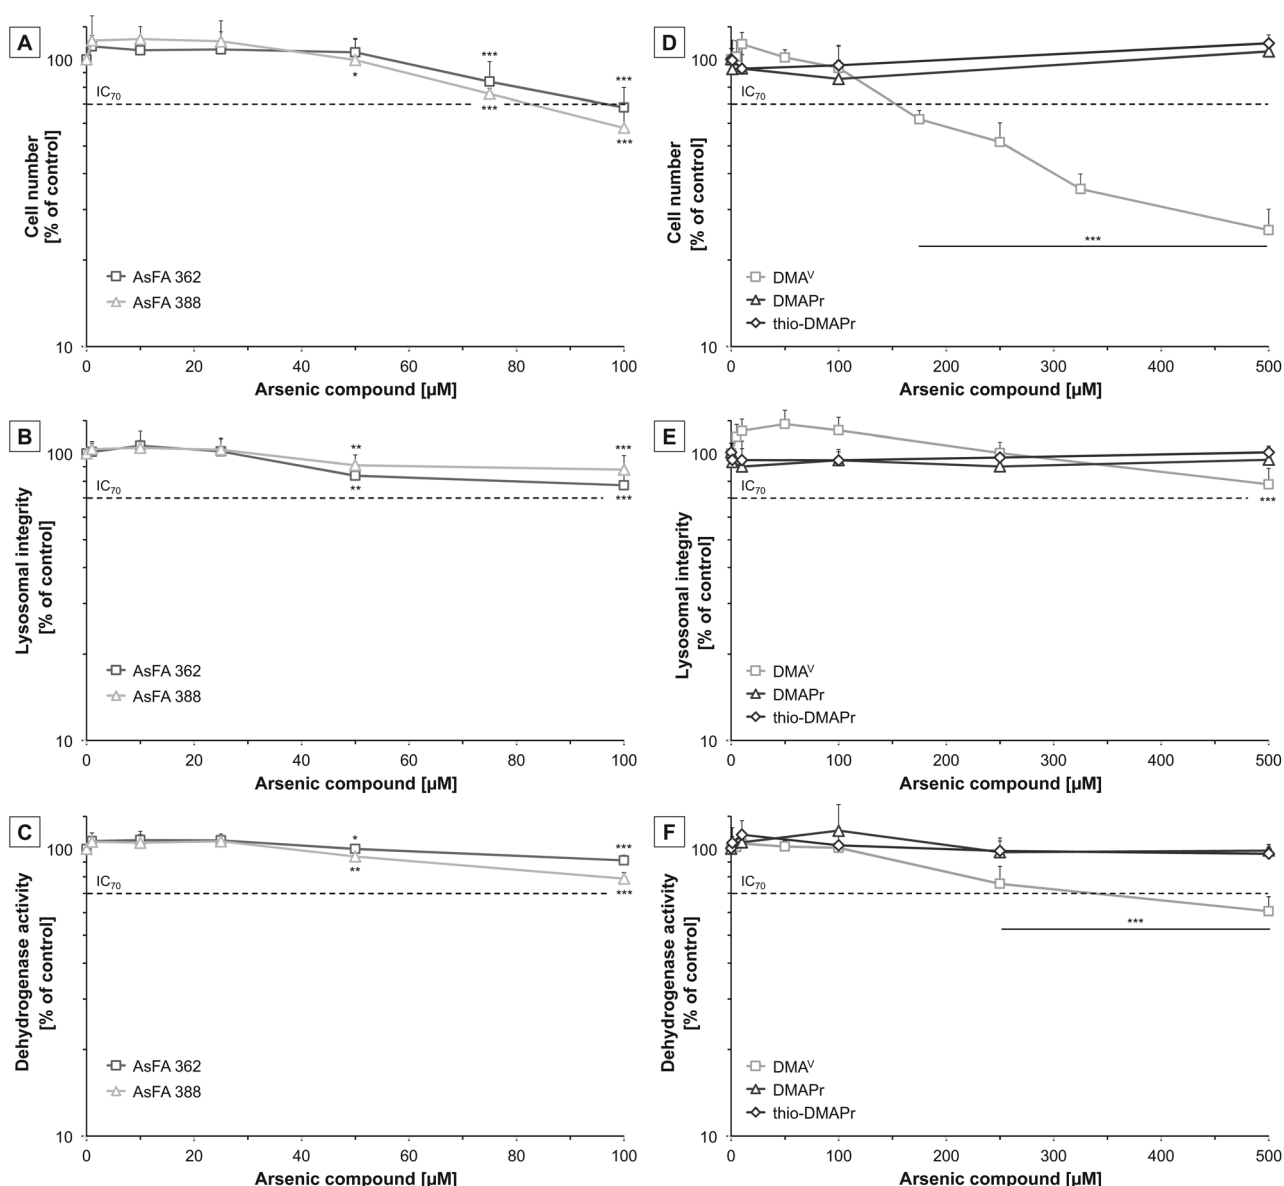 A
100
10
IC70
Cell number
[% of control]
***
***
*
***
***
AsFA 362
AsFA 388
0 20 40 60 80 100
Arsenic compound [µM]
D
100
10
IC70
Cell number
[% of control]
***
DMAV
DMAPr
thio-DMAPr
0 100 200 300 400 500
Arsenic compound [µM]
B
100
10
IC70
Lysosomal integrity
[% of control]
**
***
**
***
AsFA 362
AsFA 388
0 20 40 60 80 100
Arsenic compound [µM]
E
100
10
IC70
Lysosomal integrity
[% of control]
***
DMAV
DMAPr
thio-DMAPr
0 100 200 300 400 500
Arsenic compound [µM]
C
100
10
IC70
Dehydrogenase activity
[% of control]
*
***
**
***
AsFA 362
AsFA 388
0 20 40 60 80 100
Arsenic compound [µM]
F
100
10
IC70
Dehydrogenase activity
[% of control]
***
DMAV
DMAPr
thio-DMAPr
0 100 200 300 400 500
Arsenic compound [µM]